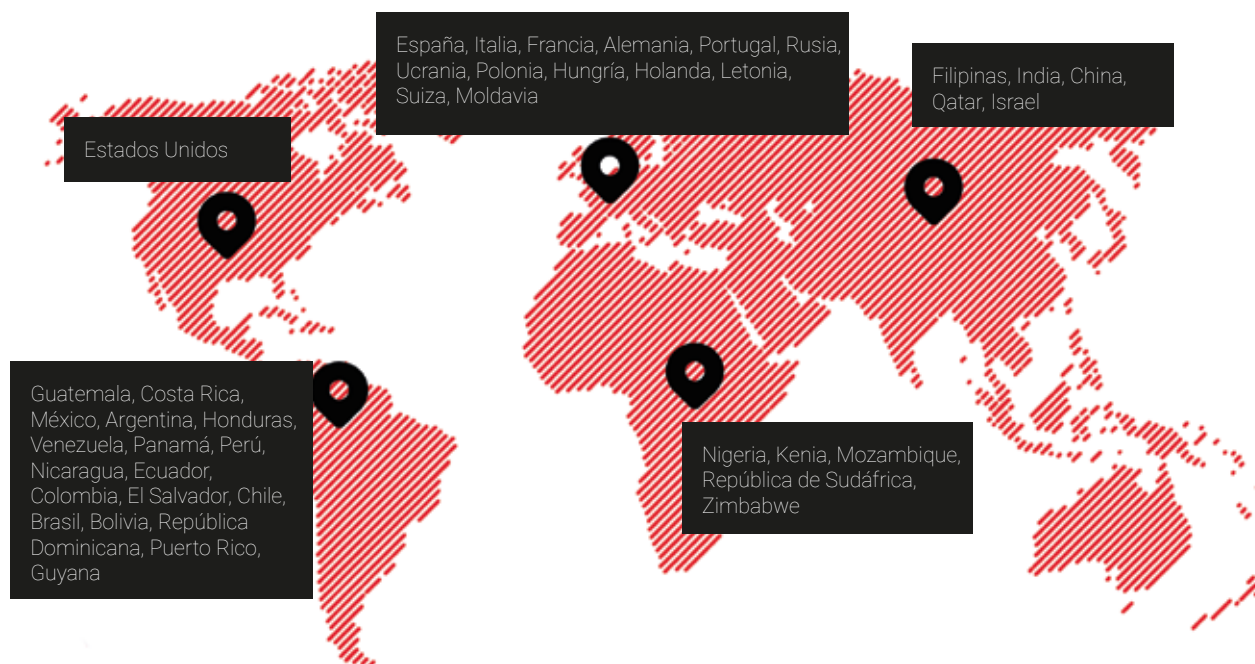 España, Italia, Francia, Alemania, Portugal, Rusia,
Ucrania, Polonia, Hungría, Holanda, Letonia,
Suiza, Moldavia
Filipinas, India, China,
Qatar, Israel
Estados Unidos
Guatemala, Costa Rica,
México, Argentina, Honduras,
Venezuela, Panamá, Perú,
Nicaragua, Ecuador,
Colombia, El Salvador, Chile,
Brasil, Bolivia, República
Dominicana, Puerto Rico,
Guyana
Nigeria, Kenia, Mozambique,
República de Sudáfrica,
Zimbabwe